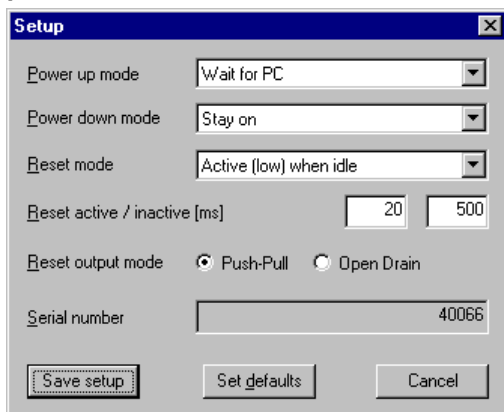 Setup
Power up mode Wait for PC
Power down mode Stay on
Reset mode Active (low) when idle
Reset active / inactive [ms] 20 500
Reset output mode Push-Pull Open Drain
Serial number 40066
Save setup Set defaults Cancel